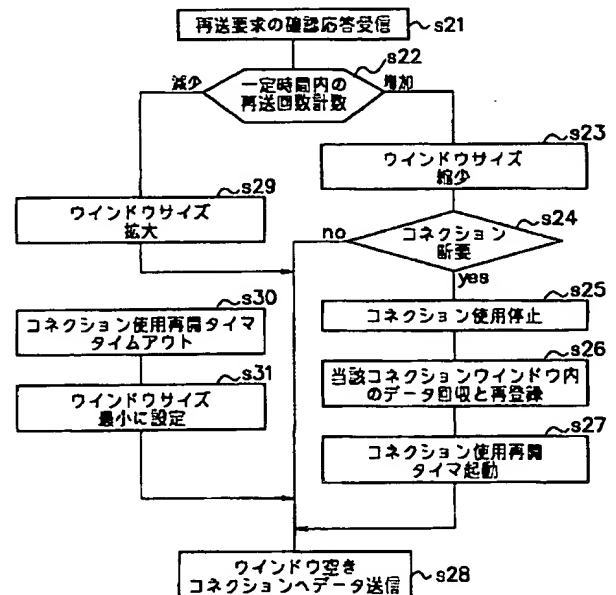 再送要求の確認応答受信
s21
s22
減少
一定時間内の
再送回数計数
増加
s23
ウインドウサイズ
縮少
s29
ウインドウサイズ
拡大
s24
no
コネクション
断要
yes
s25
コネクション使用停止
s30
コネクション使用再開タイマ
タイムアウト
s26
当該コネクションウインドウ内
のデータ回収と再登録
s31
ウインドウサイズ
最小に設定
s27
コネクション使用再開
タイマ起動
ウインドウ空き
コネクションへデータ送信
s28